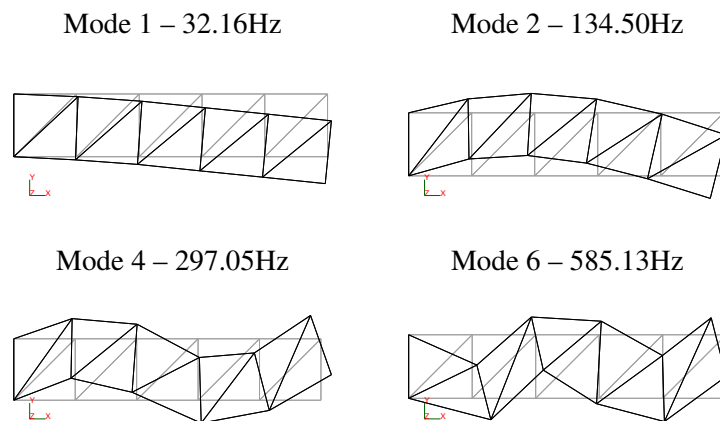 Mode 1 – 32.16Hz
Mode 2 – 134.50Hz
Y
Z X
Y
Z X
Mode 4 – 297.05Hz
Mode 6 – 585.13Hz
Y
Z X
Y
Z X